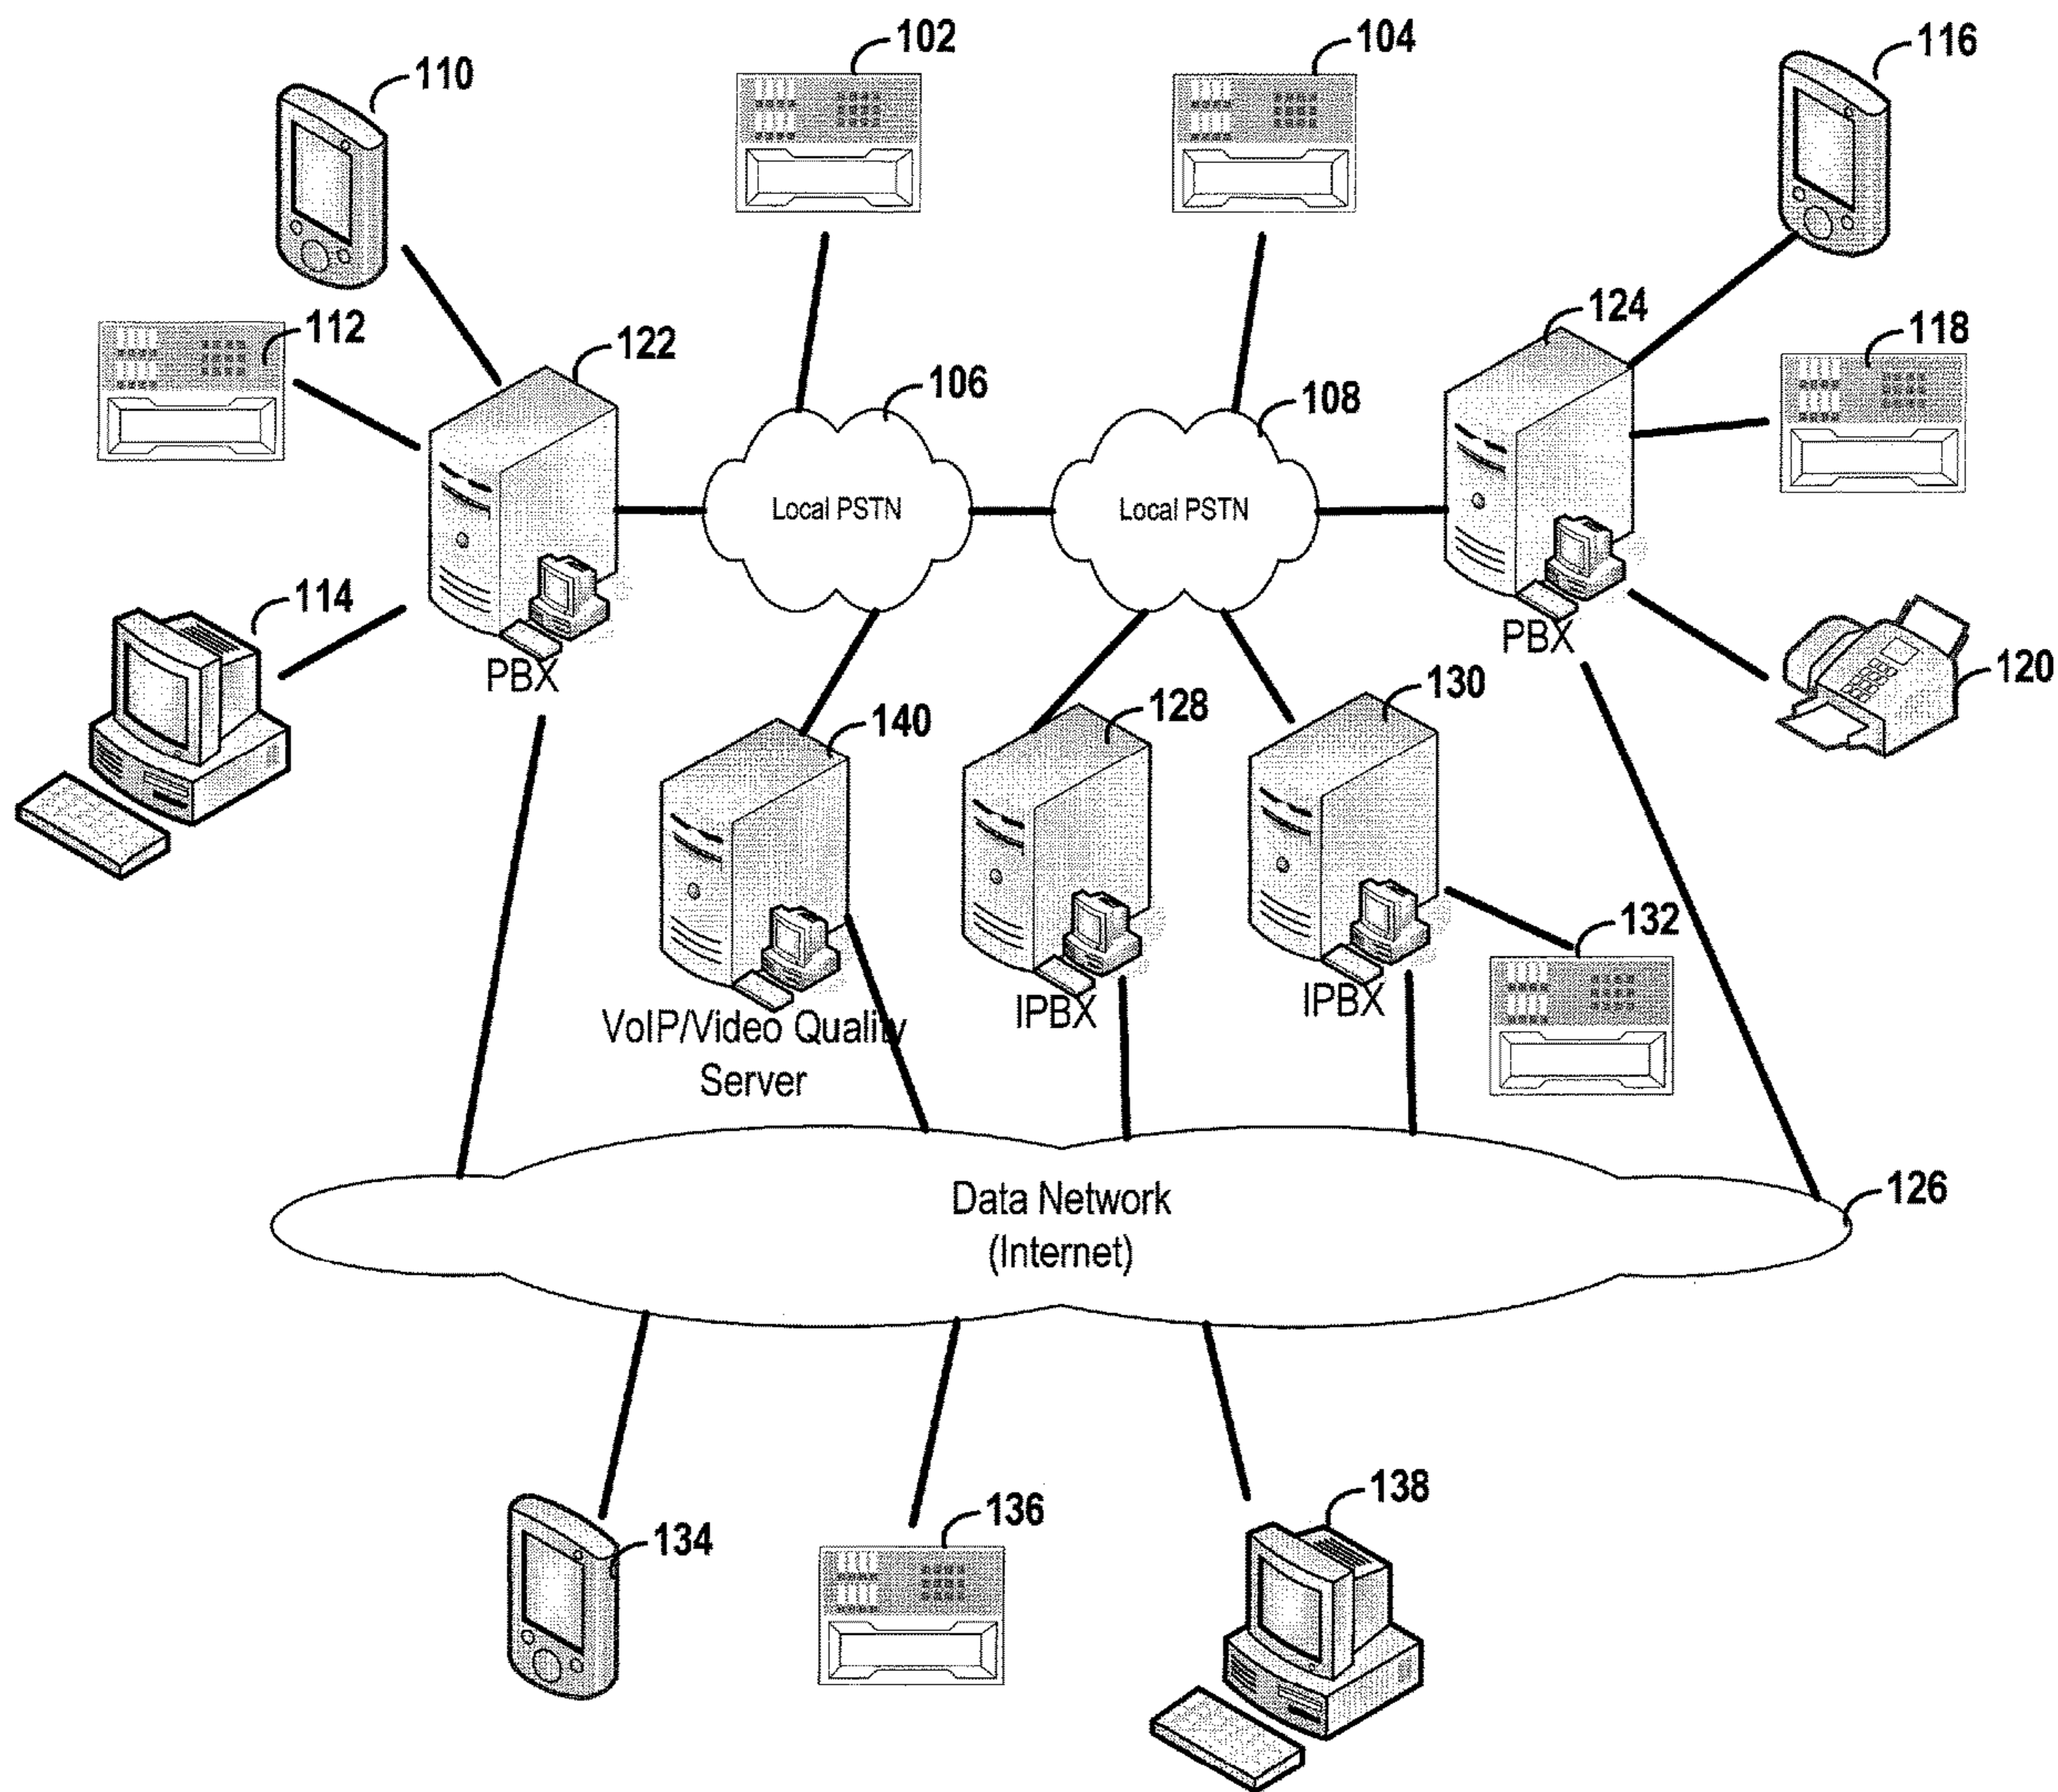 102
104
116
110
124
112
122
118
106
108
Local PSTN
Local PSTN
114
PBX
PBX
120
130
140
128
132
IPBX
IPBX
VoIP/Video Quality
Server
Data Network
(Internet)
126
134
136
138